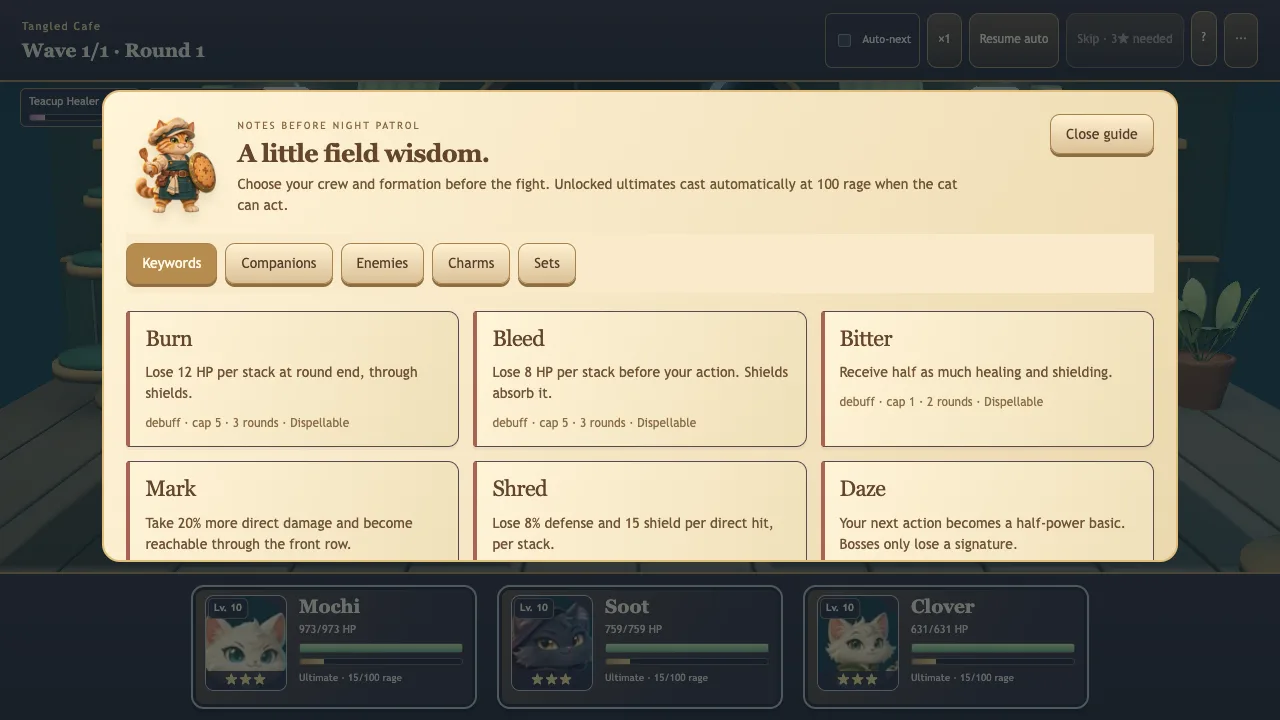 Tangled Cafe
Wave 1/1 · Round 1
Auto-next
×1
Resume auto
Skip · 3★ needed
?
...
Teacup Healer
NOTES BEFORE NIGHT PATROL
A little field wisdom.
Choose your crew and formation before the fight. Unlocked ultimates cast automatically at 100 rage when the cat
can act.
Close guide
Keywords
Companions
Enemies
Charms
Sets
Burn
Lose 12 HP per stack at round end, through
shields.
debuff · cap 5 · 3 rounds · Dispellable
Bleed
Lose 8 HP per stack before your action. Shields
absorb it.
debuff · cap 5 · 3 rounds · Dispellable
Bitter
Receive half as much healing and shielding.
debuff · cap 1 · 2 rounds · Dispellable
Mark
Take 20% more direct damage and become
reachable through the front row.
Shred
Lose 8% defense and 15 shield per direct hit,
per stack.
Daze
Your next action becomes a half-power basic.
Bosses only lose a signature.
Lv. 10
Mochi
973/973 HP
Ultimate · 15/100 rage
Lv. 10
Soot
759/759 HP
Ultimate · 15/100 rage
Lv. 10
Clover
631/631 HP
Ultimate · 15/100 rage